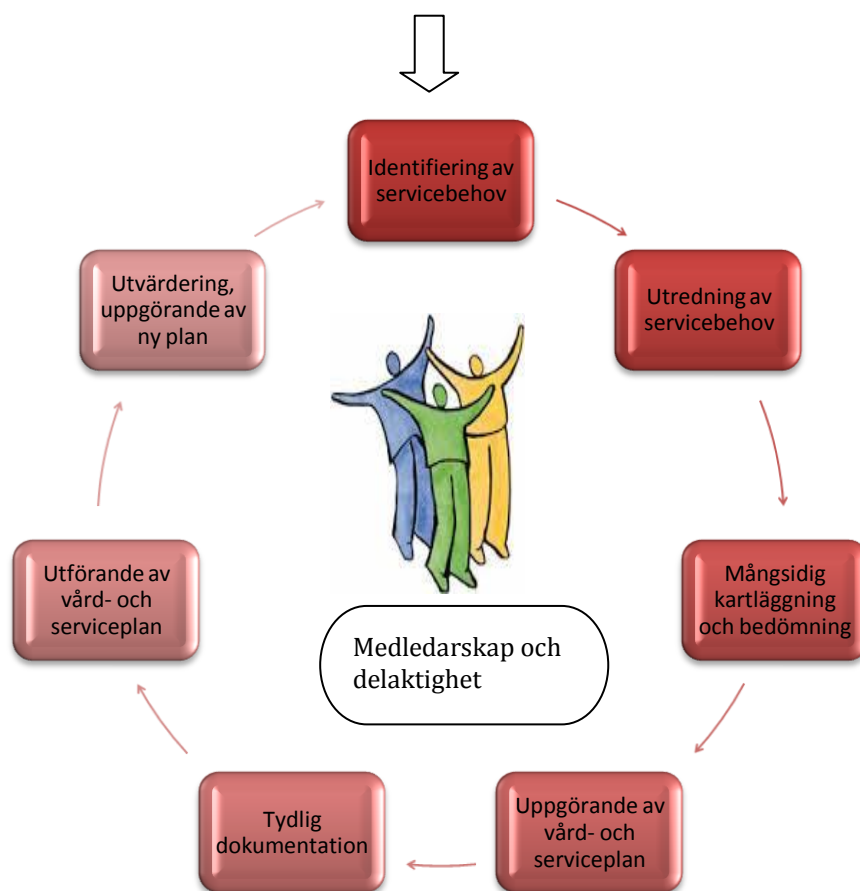 Identifiering av
servicebehov
Utredning av
servicebehov
Mångsidig
kartläggning
och bedömning
Uppgörande av
vård- och
serviceplan
Tydlig
dokumentation
Utförande av
vård- och
serviceplan
Utvärdering,
uppgörande av
ny plan
Medledarskap och
delaktighet